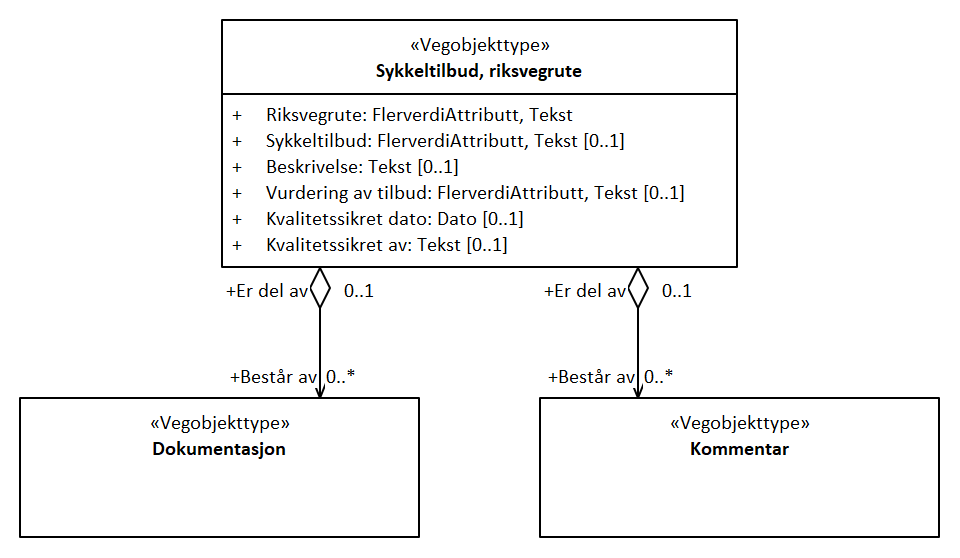 «Vegobjekttype»
Sykkeltilbud, riksvegrute
+ Riksvegrute: FlerverdiAttributt, Tekst
+ Sykkeltilbud: FlerverdiAttributt, Tekst [0..1]
+ Beskrivelse: Tekst [0..1]
+ Vurdering av tilbud: FlerverdiAttributt, Tekst [0..1]
+ Kvalitetssikret dato: Dato [0..1]
+ Kvalitetssikret av: Tekst [0..1]
+Er del av 0..1 +Er del av 0..1
+Består av 0..* +Består av 0..*
«Vegobjekttype» «Vegobjekttype»
Dokumentasjon Kommentar